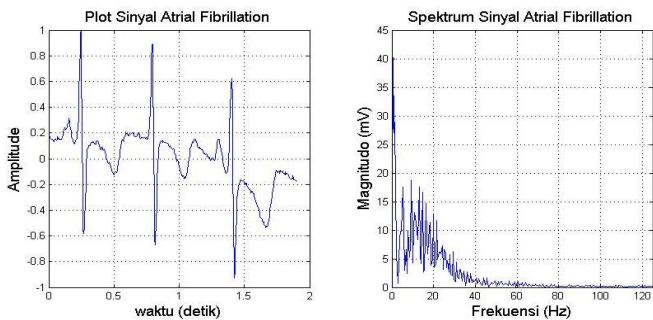 Plot Sinyal Atrial Fibrillation
1
0.8
0.6
0.4
0.2
0
-0.2
-0.4
-0.6
-0.8
-1
Amplitude
0 0.5 1 1.5 2
waktu (detik)
Spektrum Sinyal Atrial Fibrillation
45
40
35
30
25
20
15
10
5
0
Magnitudo (mV)
0 20 40 60 80 100 120
Frekuensi (Hz)